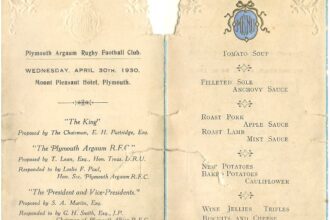 Plymouth Argaum Rugby Football Club.
WEDNESDAY, APRIL 30TH, 1930.
Mount Pleasant Hotel, Plymouth.
"The King"
Proposed by The Chairman, E. H. Partridge, Esq.
"The Plymouth Argaum R.F.C"
Proposed by T. Lean, Esq., Hon. Treas. D.R.U.
Responded to by Leslie F. Paul,
Hon. Sec. Plymouth Argaum R.F.C.
"The President and Vice-Presidents."
Proposed by S. A. Martin, Esq.
Responded to by G. H. Smith, Esq., J.P.
MENU
TOMATO SOUP
FILLETED SOLE
ANCHOVY SAUCE
ROAST PORK
APPLE SAUCE
ROAST LAMB
MINT SAUCE
NEW POTATOES
BAKED POTATOES
CAULIFLOWER
WINE JELLIES TRIFLES
BISCUITS AND CHEESE